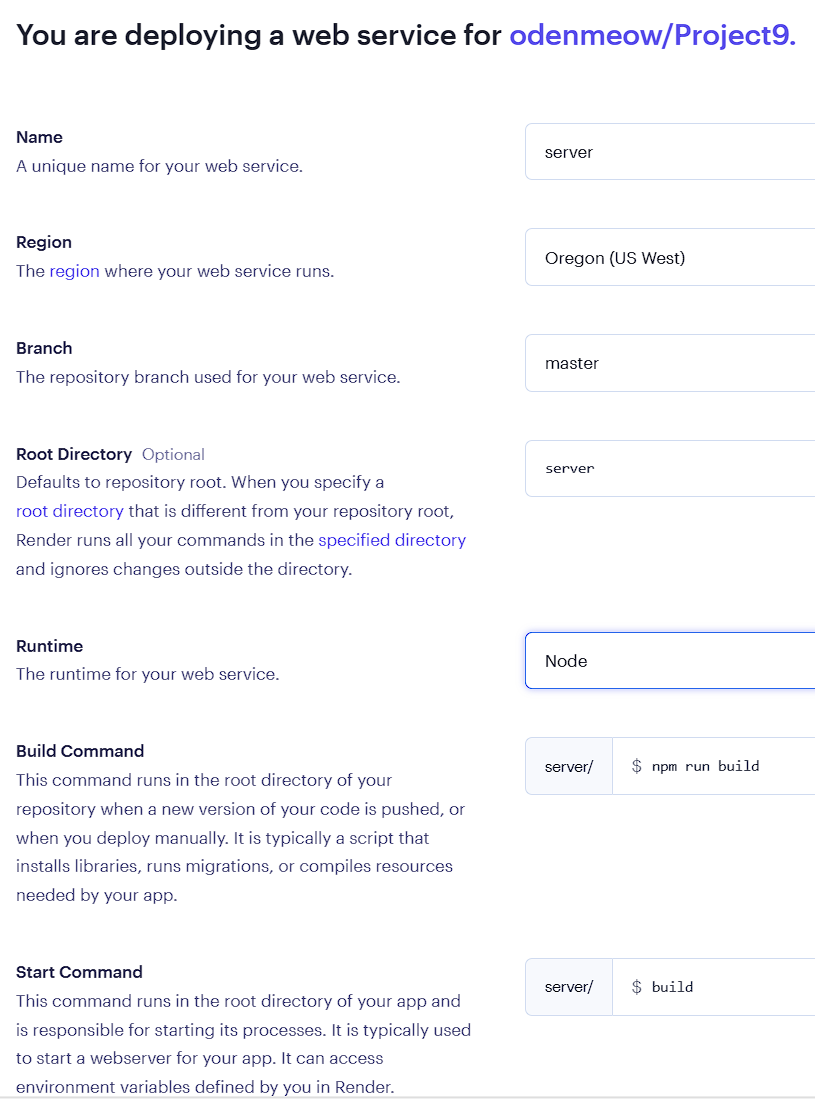 You are deploying a web service for odenmeow/Project9.
Name
A unique name for your web service.
server
Region
The region where your web service runs.
Oregon (US West)
Branch
The repository branch used for your web service.
master
Root Directory Optional
Defaults to repository root. When you specify a
root directory that is different from your repository root,
Render runs all your commands in the specified directory
and ignores changes outside the directory.
server
Runtime
The runtime for your web service.
Node
Build Command
This command runs in the root directory of your
repository when a new version of your code is pushed, or
when you deploy manually. It is typically a script that
installs libraries, runs migrations, or compiles resources
needed by your app.
server/ $ npm run build
Start Command
This command runs in the root directory of your app and
is responsible for starting its processes. It is typically used
to start a webserver for your app. It can access
environment variables defined by you in Render.
server/ $ build